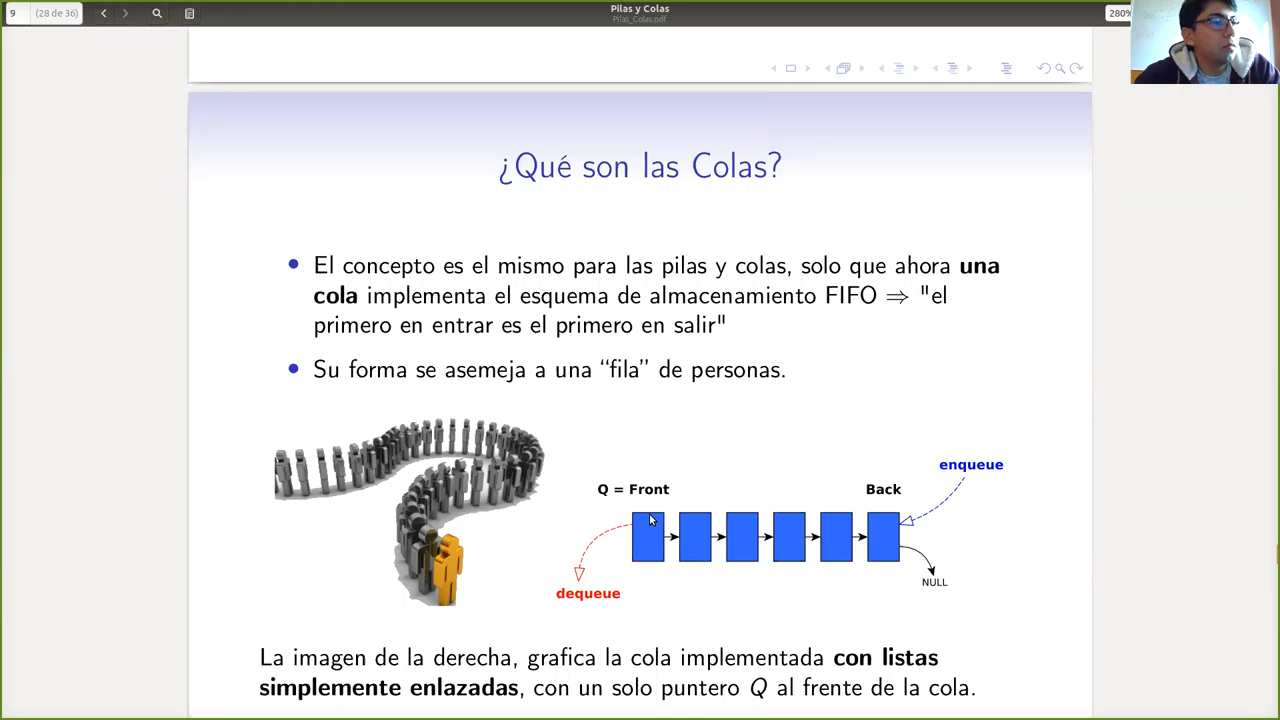 9 (28 de 36)
Pilas y Colas
Pilas_Colas.pdf
280%
¿Qué son las Colas?
• El concepto es el mismo para las pilas y colas, solo que ahora una
cola implementa el esquema de almacenamiento FIFO ⇒ "el
primero en entrar es el primero en salir"
• Su forma se asemeja a una “fila” de personas.
enqueue
Q = Front
Back
NULL
dequeue
La imagen de la derecha, grafica la cola implementada con listas
simplemente enlazadas, con un solo puntero Q al frente de la cola.